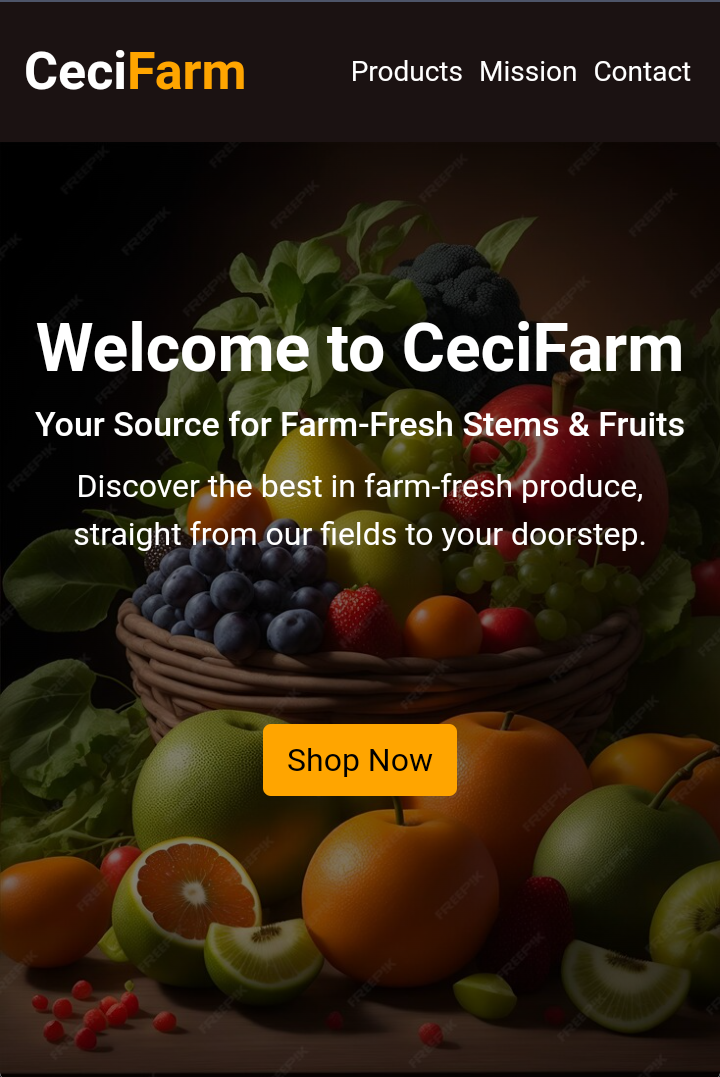 CeciFarm
Products Mission Contact
Welcome to CeciFarm
Your Source for Farm-Fresh Stems & Fruits
Discover the best in farm-fresh produce,
straight from our fields to your doorstep.
Shop Now
FREEPIK